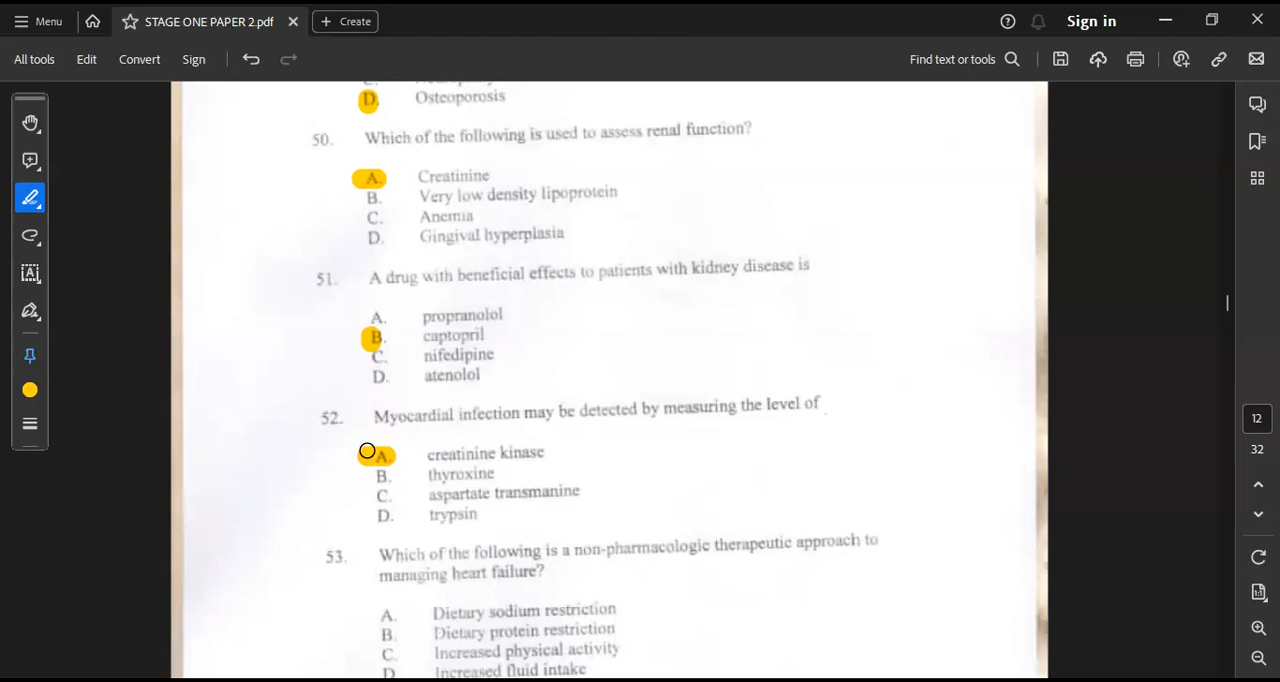 Menu
STAGE ONE PAPER 2.pdf
Create
Sign in
All tools
Edit
Convert
Sign
Find text or tools
D. Osteoporosis
50. Which of the following is used to assess renal function?
A. Creatinine
B. Very low density lipoprotein
C. Anemia
D. Gingival hyperplasia
51. A drug with beneficial effects to patients with kidney disease is
A. propranolol
B. captopril
C. nifedipine
D. atenolol
52. Myocardial infection may be detected by measuring the level of
A. creatinine kinase
B. thyroxine
C. aspartate transmanine
D. trypsin
53. Which of the following is a non-pharmacologic therapeutic approach to
managing heart failure?
A. Dietary sodium restriction
B. Dietary protein restriction
C. Increased physical activity
D Increased fluid intake
12
32